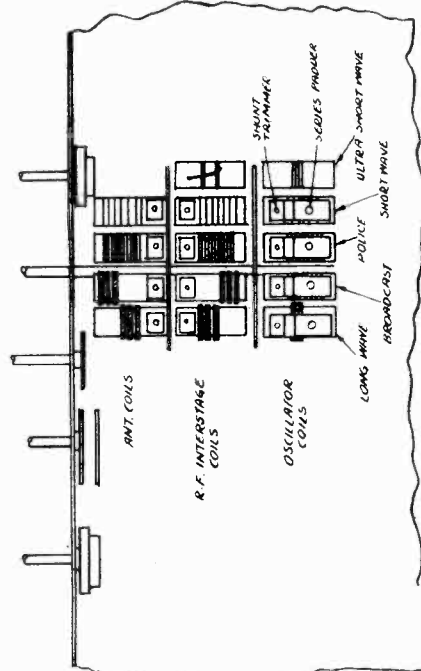 ANT. COILS
R.F. INTERSTAGE
COILS
OSCILLATOR
COILS
SHUNT
TRIMMER
SERIES PADDER
ULTRA SHORT WAVE
SHORT WAVE
POLICE
BROADCAST
LONG WAVE